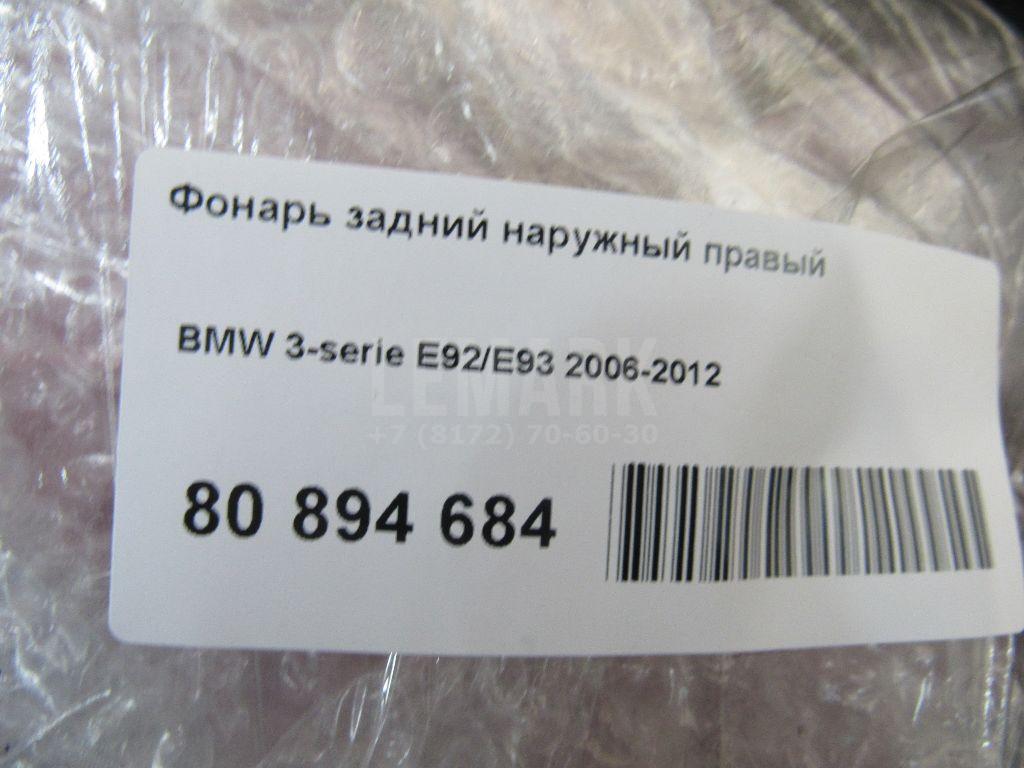 Фонарь задний наружный правый
BMW 3-serie E92/E93 2006-2012
LEMARK
+7 (8172) 70-60-30
80 894 684